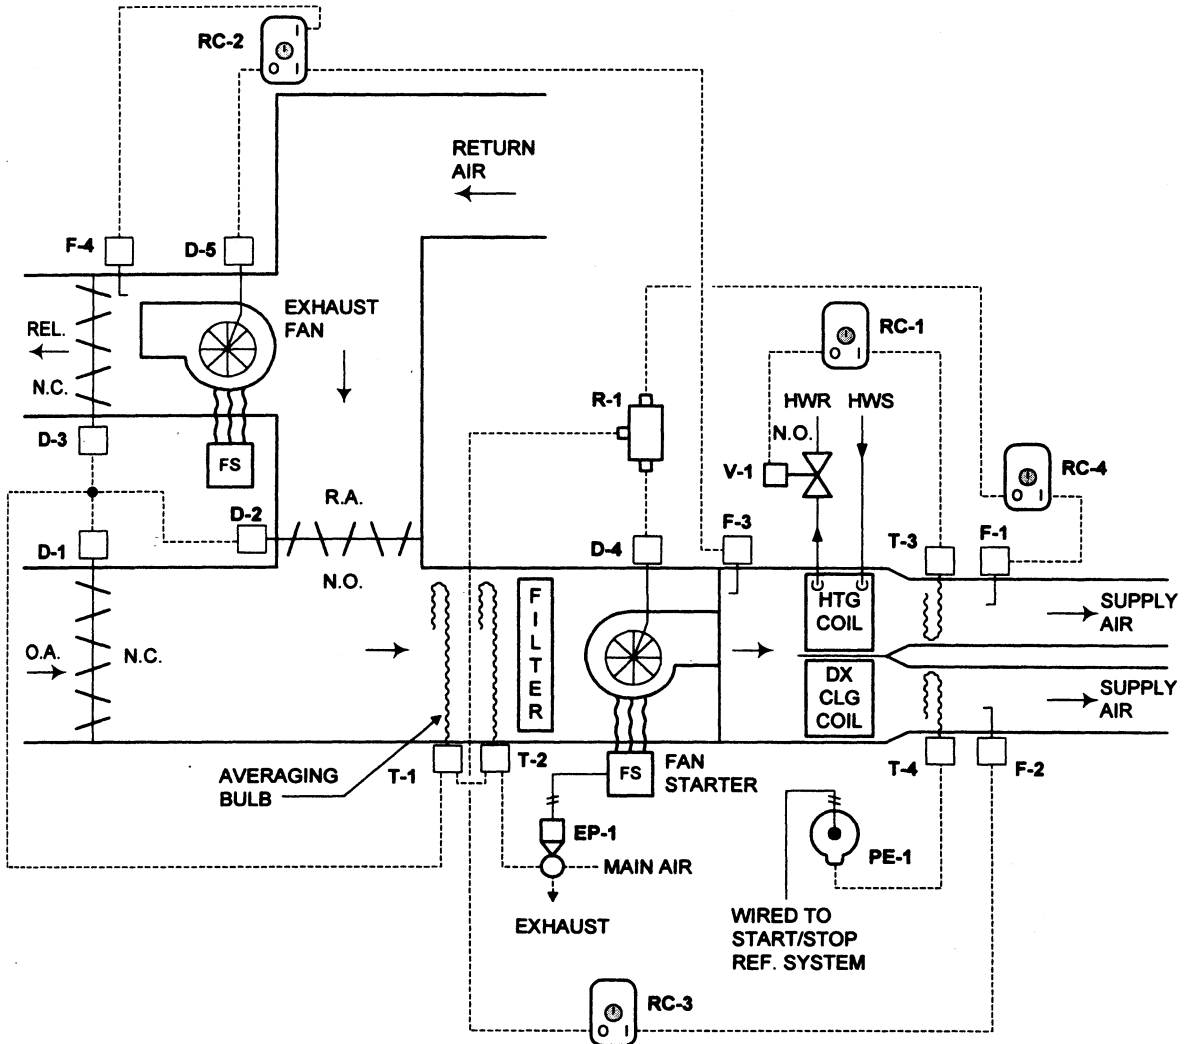 RC-2
I
O I
RETURN
AIR
F-4
D-5
EXHAUST
FAN
REL.
N.C.
RC-1
O I
R-1
HWR HWS
N.O.
D-3
FS
V-1
RC-4
O I
R.A.
D-2
D-1
N.O.
D-4
F-3
T-3
F-1
FILTER
HTG
COIL
SUPPLY
AIR
O.A.
N.C.
DX
CLG
COIL
SUPPLY
AIR
AVERAGING
BULB
T-1
T-2
FS
FAN
STARTER
T-4
F-2
EP-1
MAIN AIR
EXHAUST
PE-1
WIRED TO
START/STOP
REF. SYSTEM
RC-3
O I